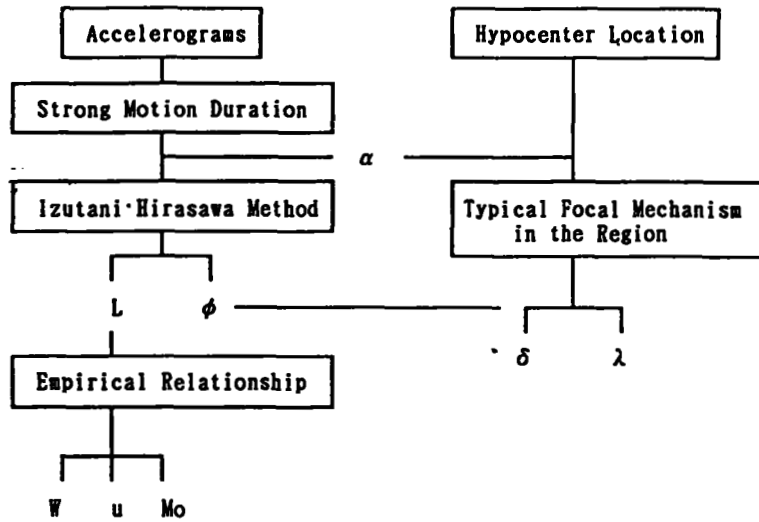 Accelerograms
Hypocenter Location
Strong Motion Duration
α
Izutani·Hirasawa Method
Typical Focal Mechanism
in the Region
L
φ
δ
λ
Empirical Relationship
W
u
Mo